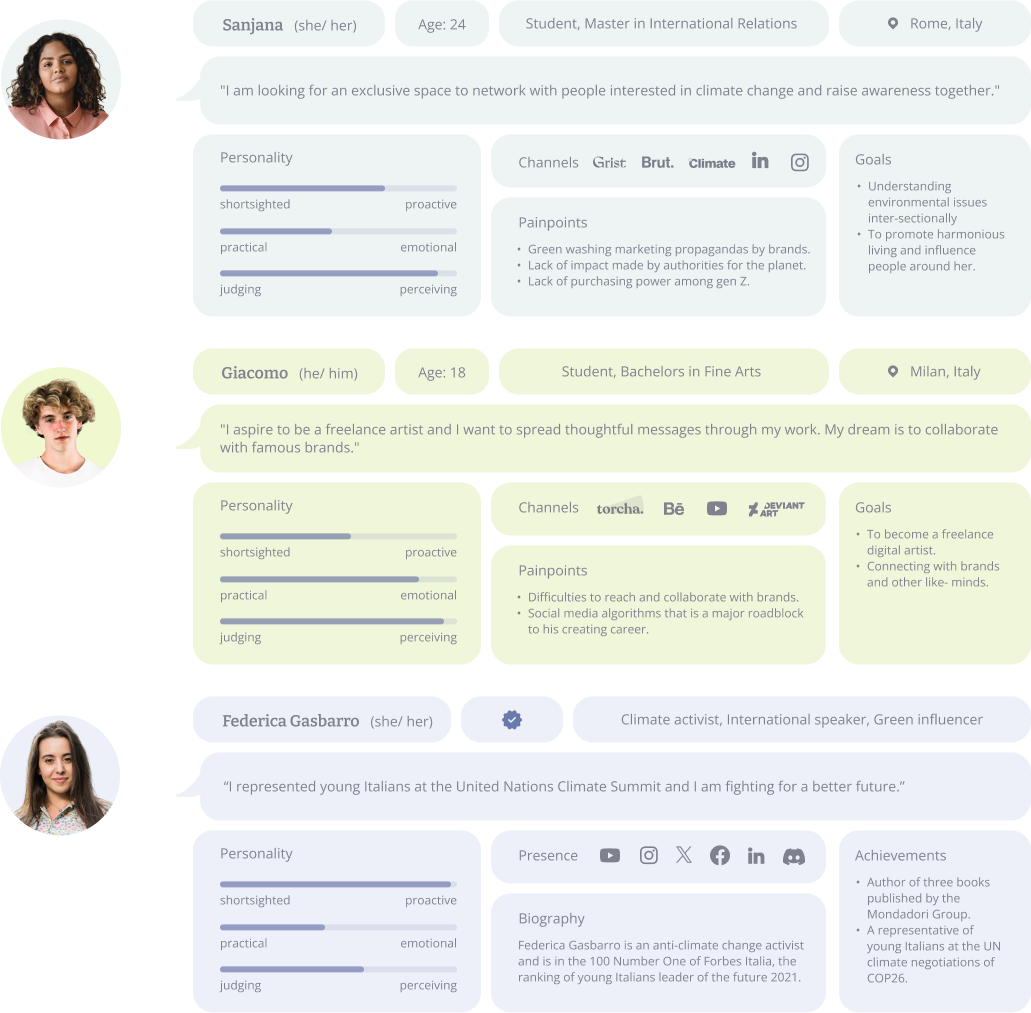 Sanjana (she/ her)
Age: 24
Student, Master in International Relations
Rome, Italy
"I am looking for an exclusive space to network with people interested in climate change and raise awareness together."
Personality
shortsighted proactive
practical emotional
judging perceiving
Channels Grist Brut. Climate in
Painpoints
• Green washing marketing propagandas by brands.
• Lack of impact made by authorities for the planet.
• Lack of purchasing power among gen Z.
Goals
• Understanding
environmental issues
inter-sectionally
• To promote harmonious
living and influence
people around her.
Giacomo (he/ him)
Age: 18
Student, Bachelors in Fine Arts
Milan, Italy
"I aspire to be a freelance artist and I want to spread thoughtful messages through my work. My dream is to collaborate
with famous brands."
Personality
shortsighted proactive
practical emotional
judging perceiving
Channels torcha. Bē DEVIANT
ART
Painpoints
• Difficulties to reach and collaborate with brands.
• Social media algorithms that is a major roadblock
to his creating career.
Goals
• To become a freelance
digital artist.
• Connecting with brands
and other like- minds.
Federica Gasbarro (she/ her)
Climate activist, International speaker, Green influencer
“I represented young Italians at the United Nations Climate Summit and I am fighting for a better future.”
Personality
shortsighted proactive
practical emotional
judging perceiving
Presence in
Biography
Federica Gasbarro is an anti-climate change activist
and is in the 100 Number One of Forbes Italia, the
ranking of young Italians leader of the future 2021.
Achievements
• Author of three books
published by the
Mondadori Group.
• A representative of
young Italians at the UN
climate negotiations of
COP26.